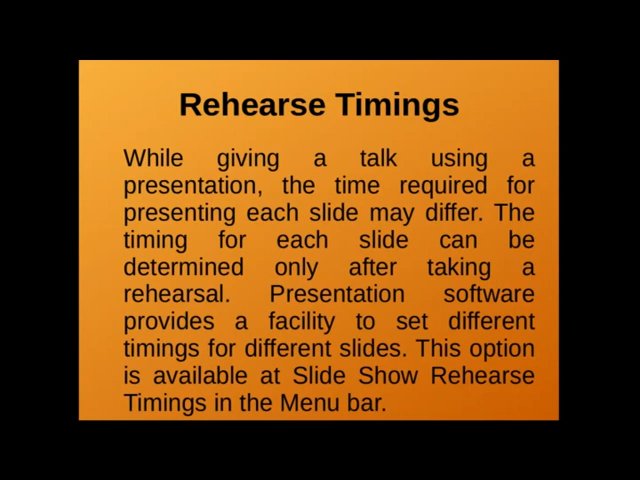 Rehearse Timings
While giving a talk using a
presentation, the time required for
presenting each slide may differ. The
timing for each slide can be
determined only after taking a
rehearsal. Presentation software
provides a facility to set different
timings for different slides. This option
is available at Slide Show Rehearse
Timings in the Menu bar.